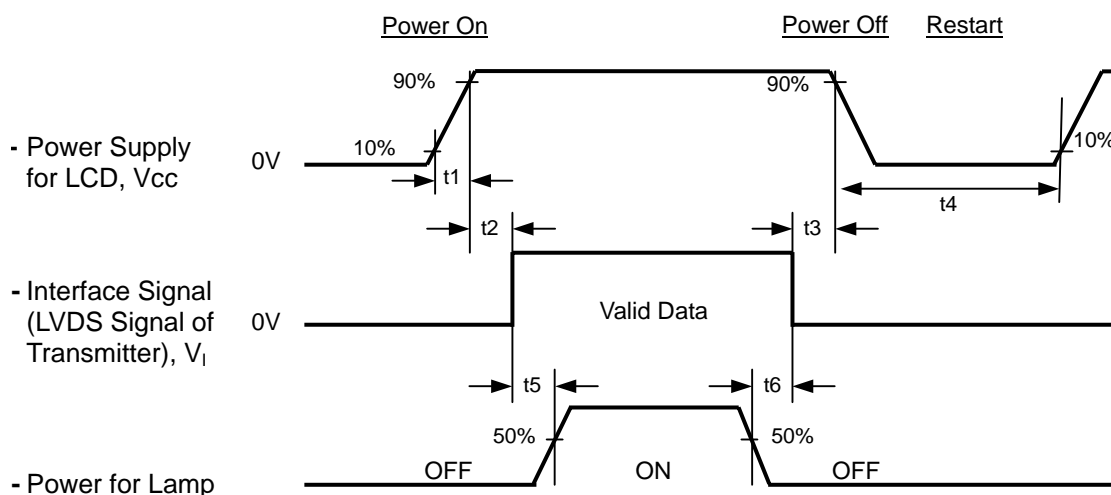 Power On
Power Off
Restart
90%
90%
10%
10%
- Power Supply
for LCD, Vcc
0V
t1
t4
t2
t3
- Interface Signal
(LVDS Signal of
Transmitter), VI
0V
Valid Data
t5
t6
50%
50%
- Power for Lamp
OFF
ON
OFF